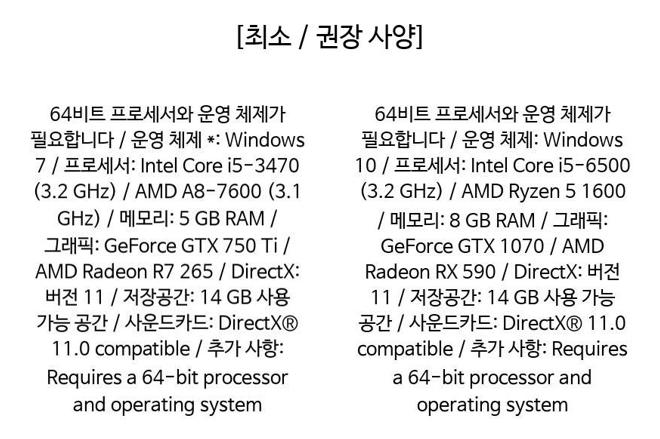 [최소 / 권장 사양]
64비트 프로세서와 운영 체제가
필요합니다 / 운영 체제 *: Windows
7 / 프로세서: Intel Core i5-3470
(3.2 GHz) / AMD A8-7600 (3.1
GHz) / 메모리: 5 GB RAM /
그래픽: GeForce GTX 750 Ti /
AMD Radeon R7 265 / DirectX:
버전 11 / 저장공간: 14 GB 사용
가능 공간 / 사운드카드: DirectX®
11.0 compatible / 추가 사항:
Requires a 64-bit processor
and operating system
64비트 프로세서와 운영 체제가
필요합니다 / 운영 체제: Windows
10 / 프로세서: Intel Core i5-6500
(3.2 GHz) / AMD Ryzen 5 1600
/ 메모리: 8 GB RAM / 그래픽:
GeForce GTX 1070 / AMD
Radeon RX 590 / DirectX: 버전
11 / 저장공간: 14 GB 사용 가능
공간 / 사운드카드: DirectX® 11.0
compatible / 추가 사항: Requires
a 64-bit processor and
operating system